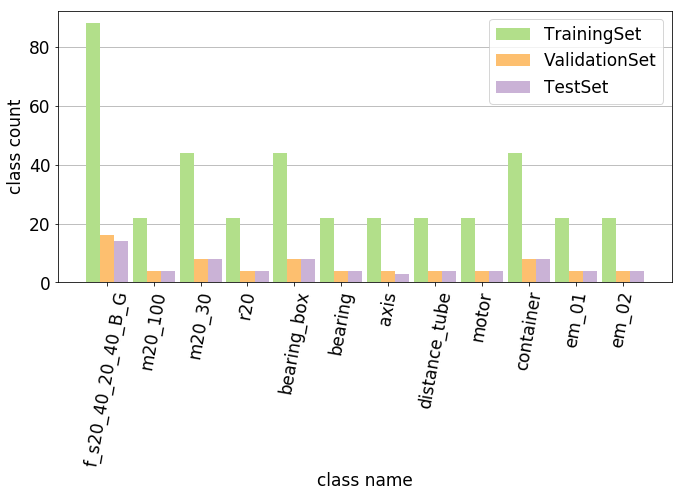 TrainingSet
ValidationSet
TestSet
class count
80
60
40
20
0
f_s20_40_20_40_B_G
m20_100
m20_30
r20
bearing_box
bearing
axis
distance_tube
motor
container
em_01
em_02
class name